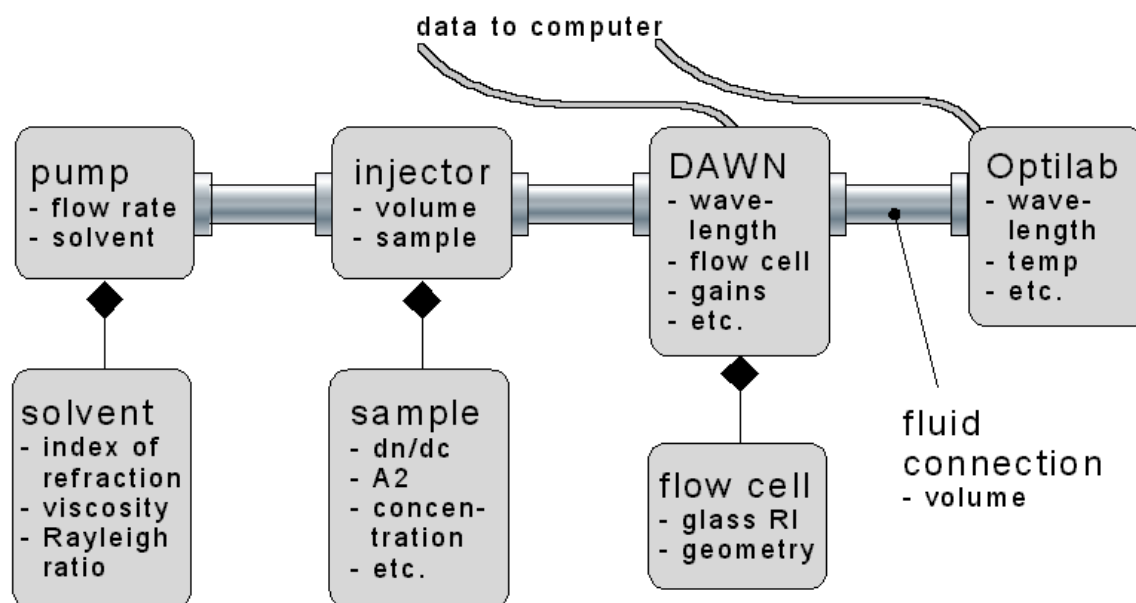 data to computer
pump
- flow rate
- solvent
injector
- volume
- sample
DAWN
- wave-
length
- flow cell
- gains
- etc.
Optilab
- wave-
length
- temp
- etc.
solvent
- index of
refraction
- viscosity
- Rayleigh
ratio
sample
- dn/dc
- A2
- concen-
tration
- etc.
flow cell
- glass RI
- geometry
fluid
connection
- volume